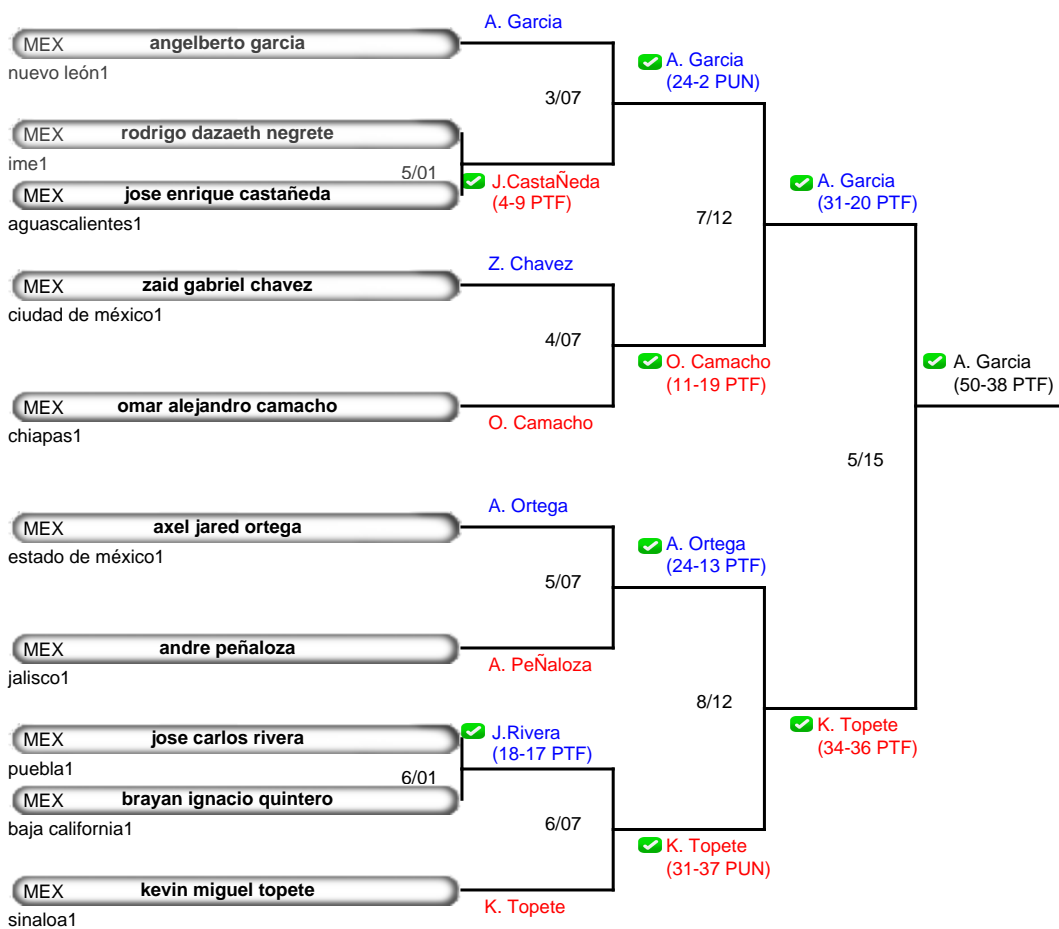 A. Garcia
MEX angelberto garcia
nuevo león1
A. Garcia
(24-2 PUN)
3/07
MEX rodrigo dazaeth negrete
ime1
5/01
J.CastaÑeda
(4-9 PTF)
MEX jose enrique castañeda
aguascalientes1
A. Garcia
(31-20 PTF)
7/12
Z. Chavez
MEX zaid gabriel chavez
ciudad de méxico1
4/07
O. Camacho
(11-19 PTF)
A. Garcia
(50-38 PTF)
MEX omar alejandro camacho
chiapas1
O. Camacho
5/15
A. Ortega
MEX axel jared ortega
estado de méxico1
A. Ortega
(24-13 PTF)
5/07
MEX andre peñaloza
jalisco1
A. PeÑaloza
8/12
K. Topete
(34-36 PTF)
MEX jose carlos rivera
puebla1
J.Rivera
(18-17 PTF)
6/01
MEX brayan ignacio quintero
baja california1
6/07
K. Topete
(31-37 PUN)
MEX kevin miguel topete
sinaloa1
K. Topete